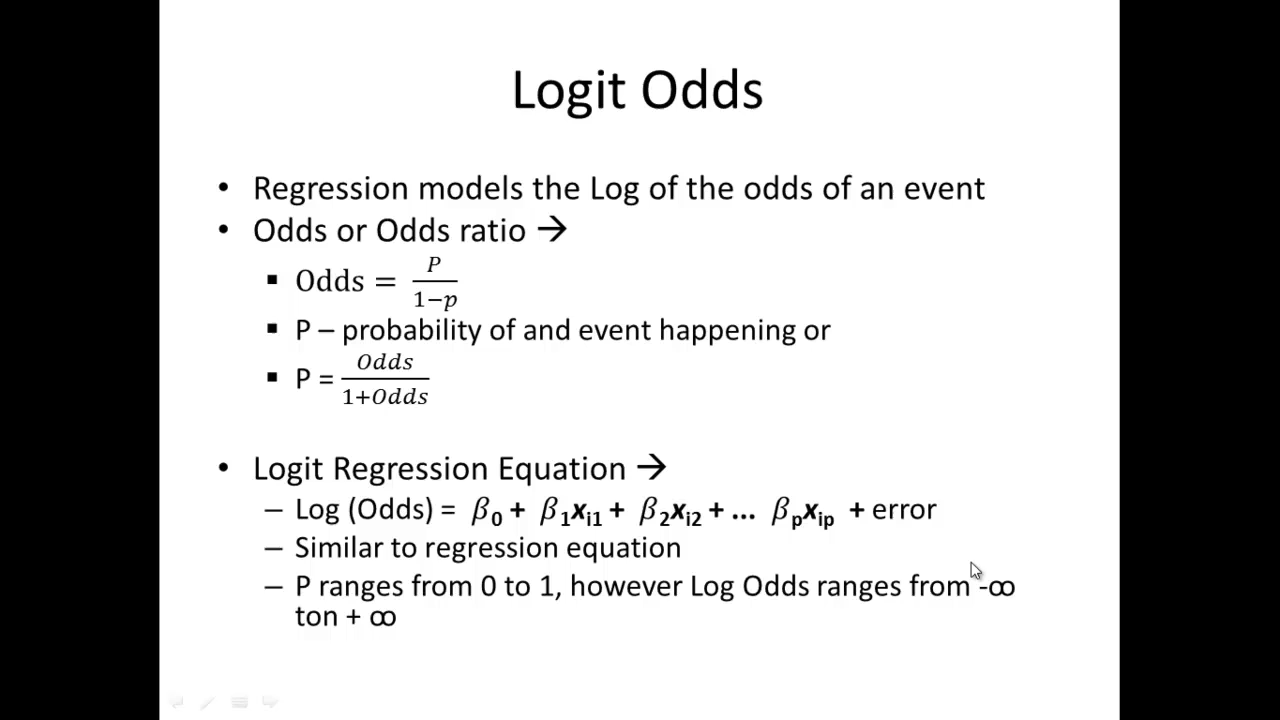 Logit Odds
• Regression models the Log of the odds of an event
• Odds or Odds ratio →
▪ Odds = P / 1−p
▪ P – probability of and event happening or
▪ P = Odds / 1+Odds
• Logit Regression Equation →
– Log (Odds) = β₀ + β₁xᵢ₁ + β₂xᵢ₂ + ... βₚxᵢₚ + error
– Similar to regression equation
– P ranges from 0 to 1, however Log Odds ranges from -∞
ton + ∞